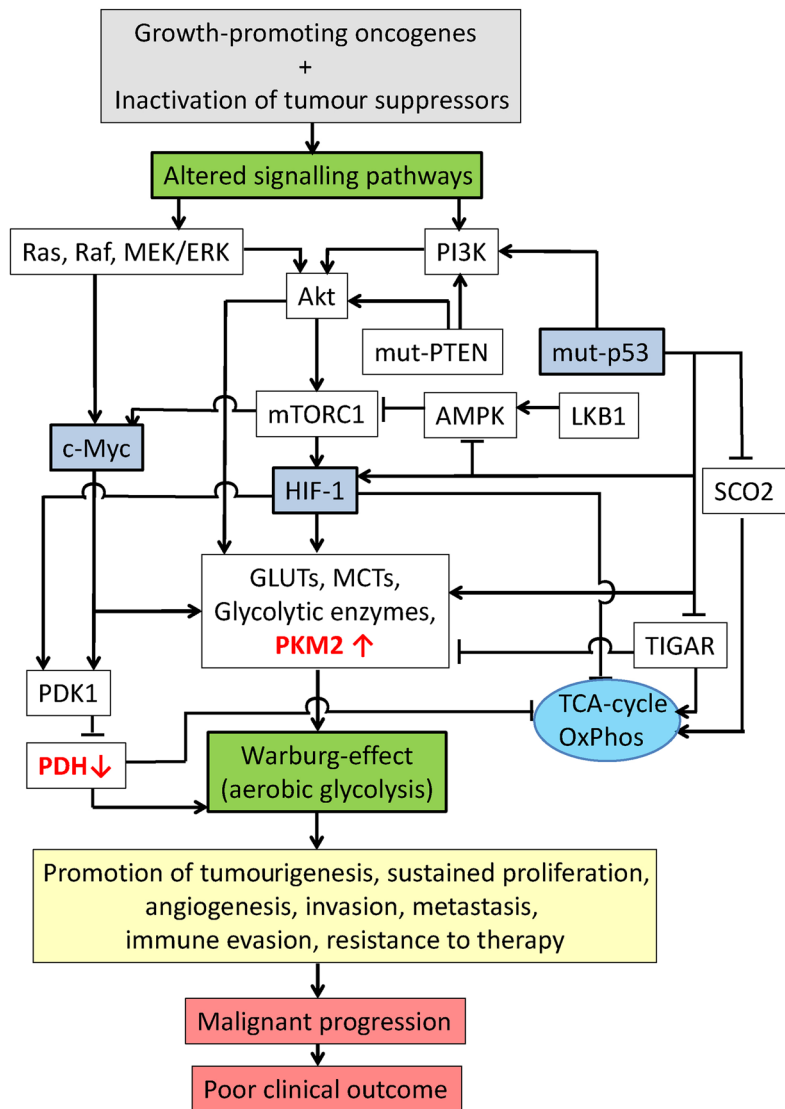 Growth-promoting oncogenes
+
Inactivation of tumour suppressors
Altered signalling pathways
Ras, Raf, MEK/ERK
PI3K
Akt
mut-PTEN
mut-p53
mTORC1
AMPK
LKB1
c-Myc
HIF-1
SCO2
GLUTs, MCTs,
Glycolytic enzymes,
PKM2 ↑
TIGAR
PDK1
TCA-cycle
OxPhos
PDH↓
Warburg-effect
(aerobic glycolysis)
Promotion of tumourigenesis, sustained proliferation,
angiogenesis, invasion, metastasis,
immune evasion, resistance to therapy
Malignant progression
Poor clinical outcome